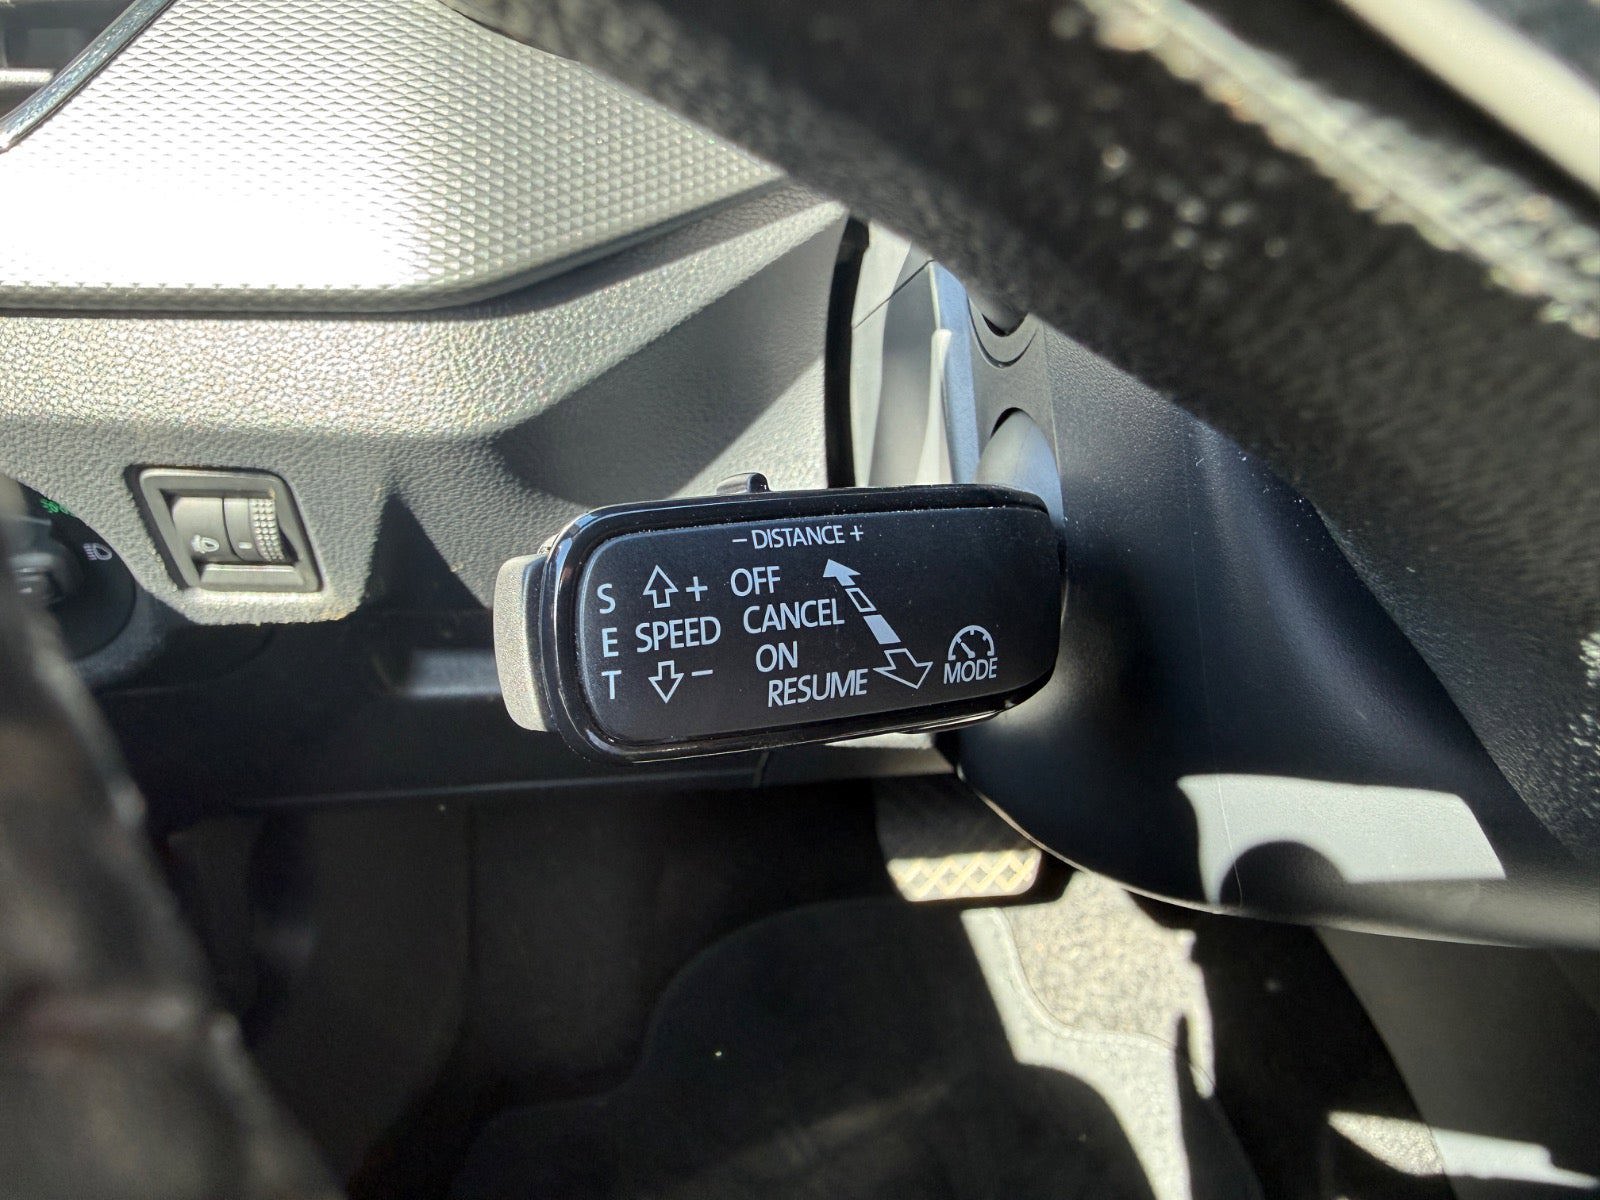 − DISTANCE +
S + OFF
CANCEL
E SPEED
ON
T −
RESUME
MODE